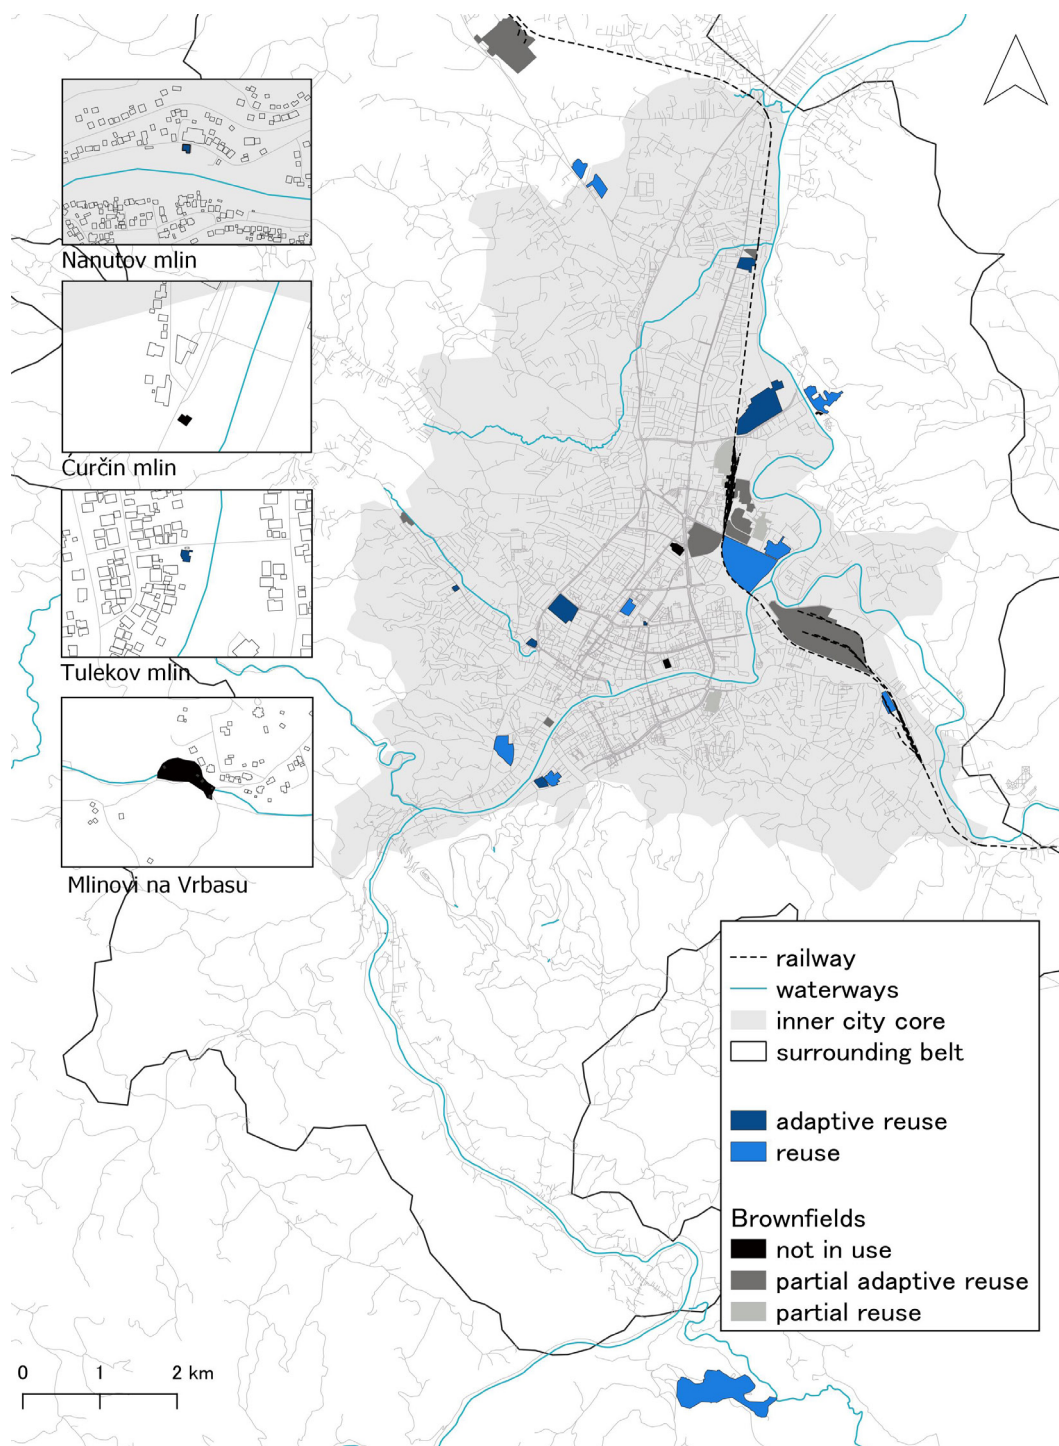 Nanutov mlin
Ćurčin mlin
Tulekov mlin
Mlinovi na Vrbasu
railway
waterways
inner city core
surrounding belt
adaptive reuse
reuse
Brownfields
not in use
partial adaptive reuse
partial reuse
0 1 2 km